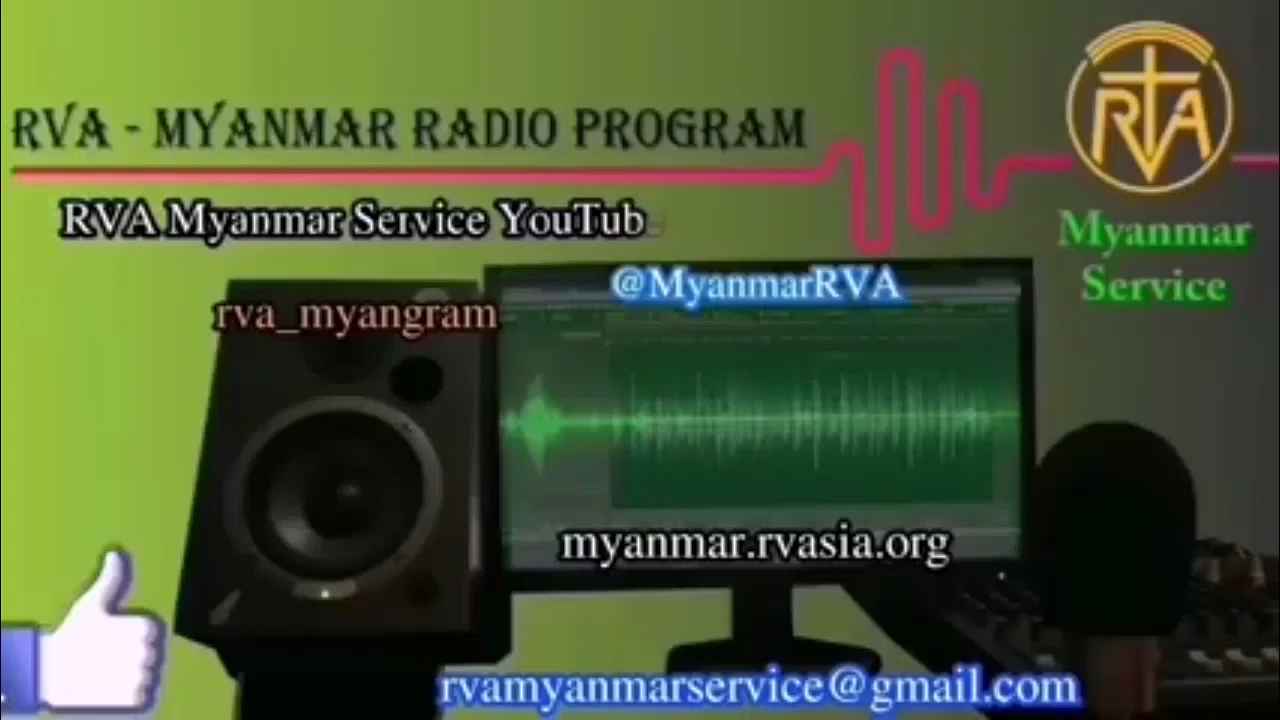 RVA - MYANMAR RADIO PROGRAM
RVA
RVA Myanmar Service YouTub
Myanmar
Service
@MyanmarRVA
rva_myangram
myanmar.rvasia.org
rvamyanmarservice@gmail.com